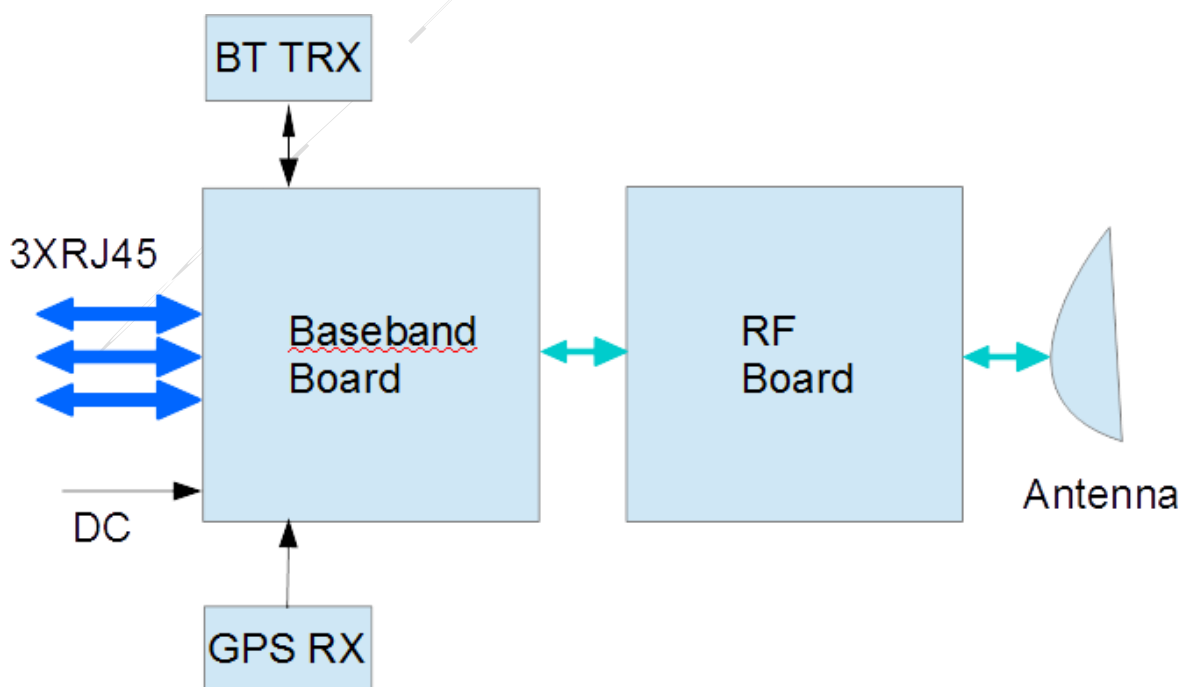 BT TRX
3XRJ45
Baseband
Board
RF
Board
Antenna
DC
GPS RX